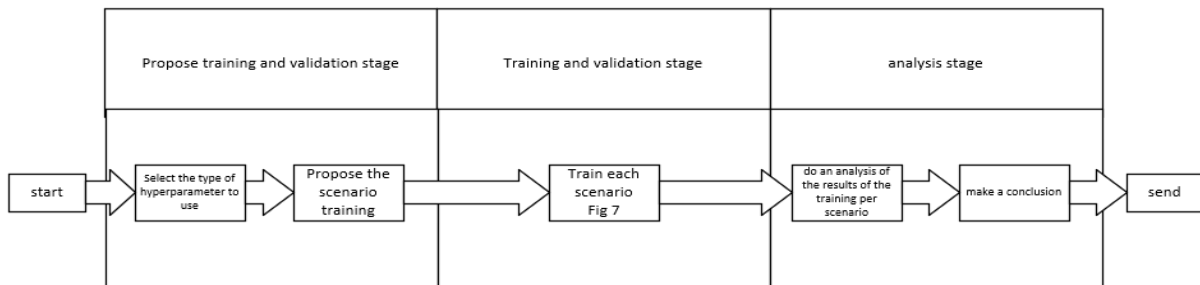 Propose training and validation stage
Training and validation stage
analysis stage
start
Select the type of
hyperparameter to
use
Propose the
scenario
training
Train each
scenario
Fig 7
do an analysis of
the results of the
training per
scenario
make a conclusion
send